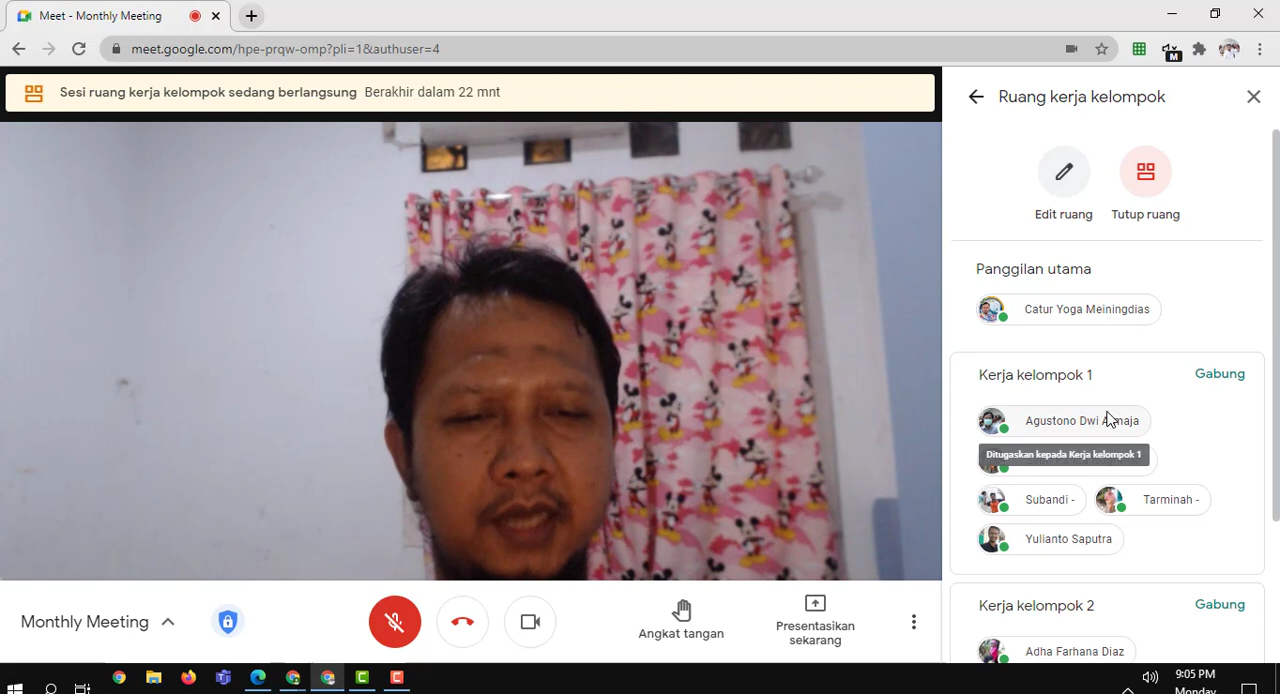 Meet - Monthly Meeting
meet.google.com/hpe-prqw-omp?pli=1&authuser=4
M
Sesi ruang kerja kelompok sedang berlangsung Berakhir dalam 22 mnt
Ruang kerja kelompok
Edit ruang
Tutup ruang
Panggilan utama
Catur Yoga Meiningdias
Kerja kelompok 1
Gabung
Agustono Dwi
Ditugaskan kepada Kerja kelompok 1
Subandi -
Tarminah -
Yulianto Saputra
Kerja kelompok 2
Gabung
Adha Farhana Diaz
Monthly Meeting
Angkat tangan
Presentasikan
sekarang
9:05 PM
Monday